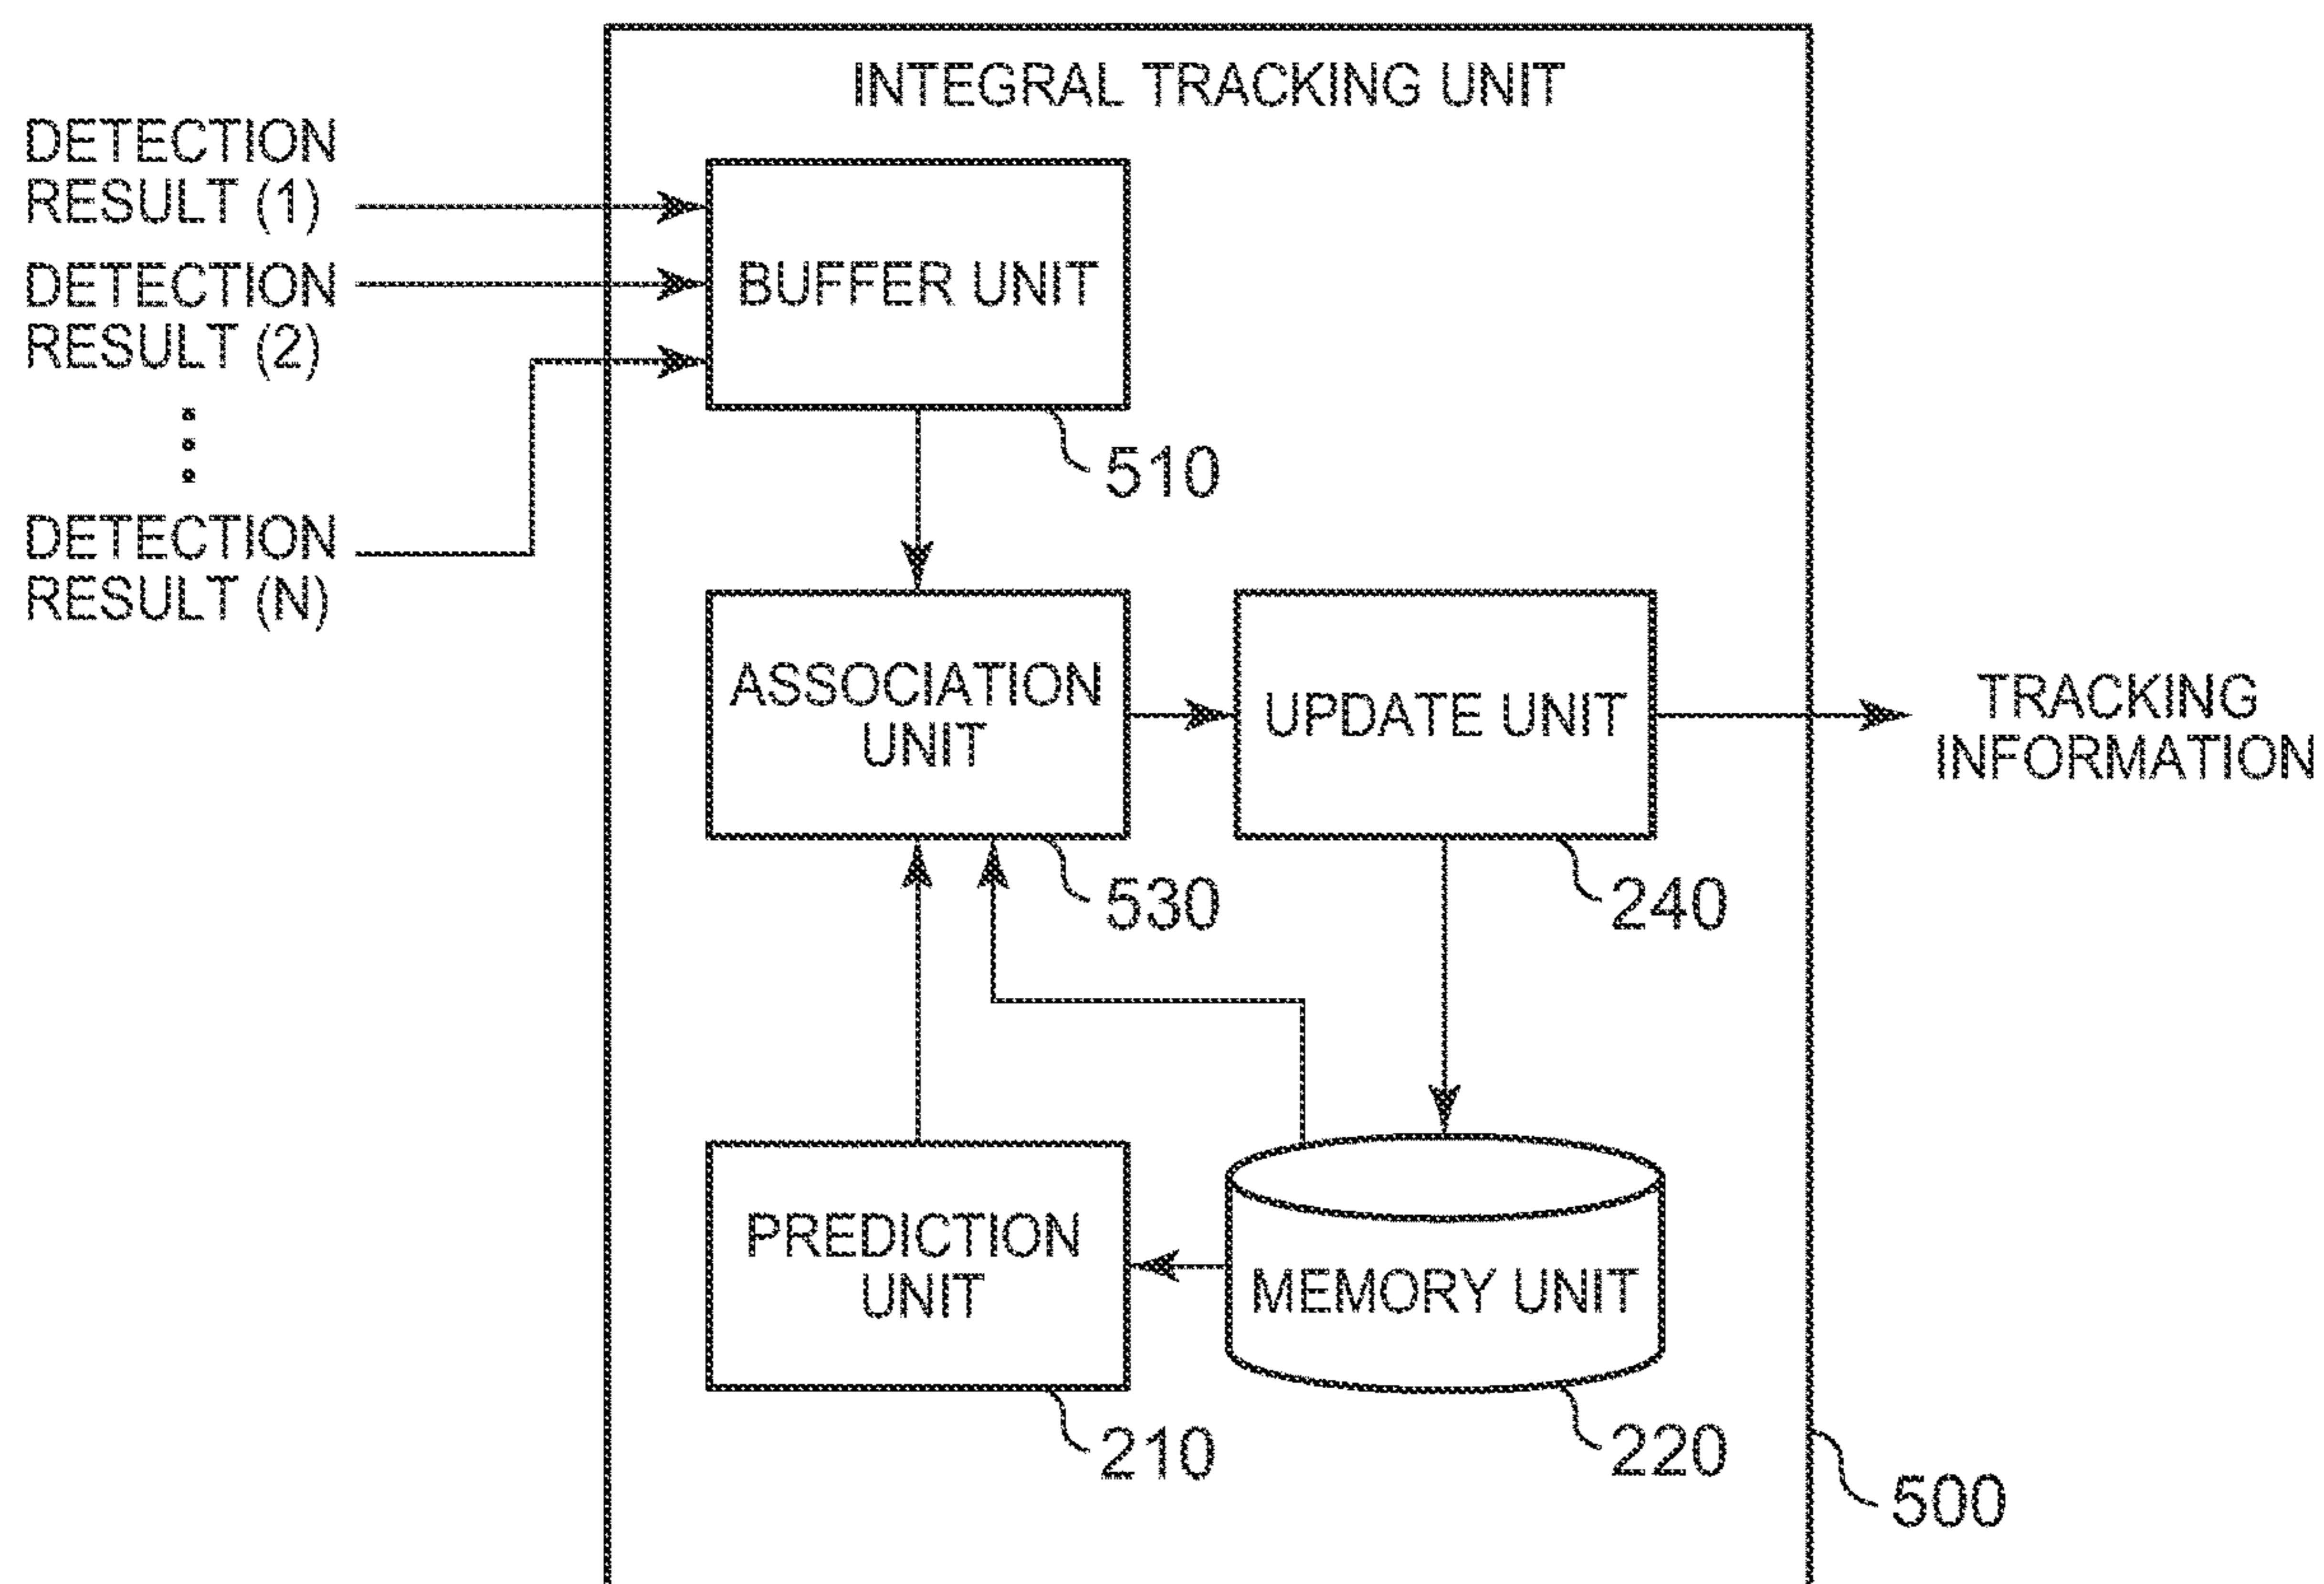 INTEGRAL TRACKING UNIT
DETECTION
RESULT (1)
DETECTION
RESULT (2)
DETECTION
RESULT (N)
BUFFER UNIT
510
ASSOCIATION
UNIT
530
UPDATE UNIT
240
TRACKING
INFORMATION
PREDICTION
UNIT
210
MEMORY UNIT
220
500